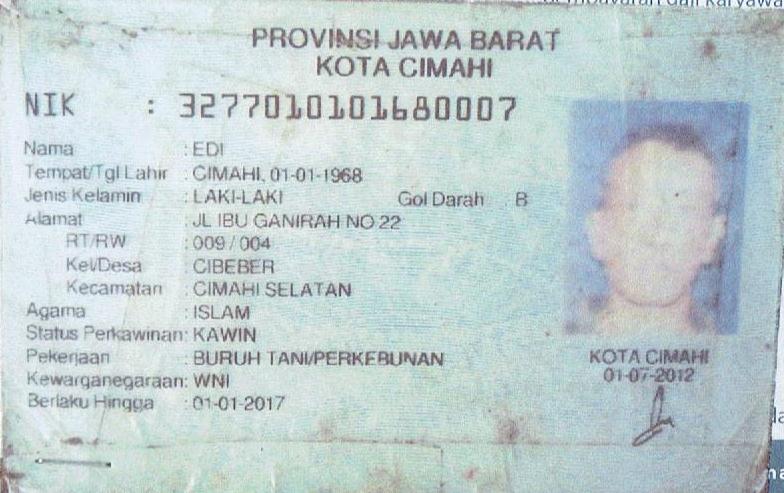 PROVINSI JAWA BARAT
KOTA CIMAHI
NIK : 3277010101680007
Nama : EDI
Tempat/Tgl Lahir : CIMAHI, 01-01-1968
Jenis Kelamin : LAKI-LAKI Gol Darah B
Alamat : JL IBU GANIRAH NO 22
RT/RW : 009 / 004
Kel/Desa : CIBEBER
Kecamatan : CIMAHI SELATAN
Agama : ISLAM
Status Perkawinan: KAWIN
Pekerjaan : BURUH TANI/PERKEBUNAN
Kewarganegaraan: WNI
Berlaku Hingga : 01-01-2017
KOTA CIMAHI
01-07-2012